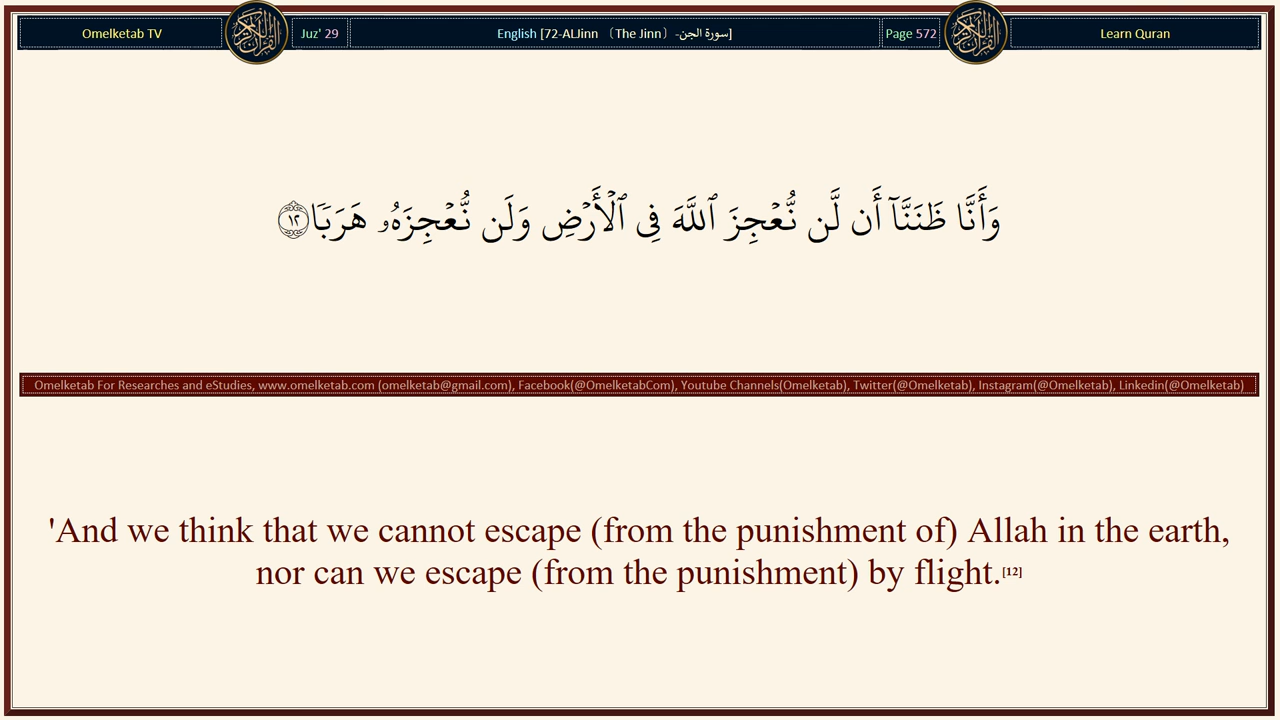 Omelketab TV
Juz' 29
English [72-ALJinn （The Jinn） -سورة الجن]
Page 572
Learn Quran
وَأَنَّا ظَنَنَّآ أَن لَّن نُّعۡجِزَ ٱللَّهَ فِي ٱلۡأَرۡضِ وَلَن نُّعۡجِزَهُۥ هَرَبٗا ١٢
Omelketab For Researches and eStudies, www.omelketab.com (omelketab@gmail.com), Facebook(@OmelketabCom), Youtube Channels(Omelketab), Twitter(@Omelketab), Instagram(@Omelketab), Linkedin(@Omelketab)
'And we think that we cannot escape (from the punishment of) Allah in the earth,
nor can we escape (from the punishment) by flight.[12]